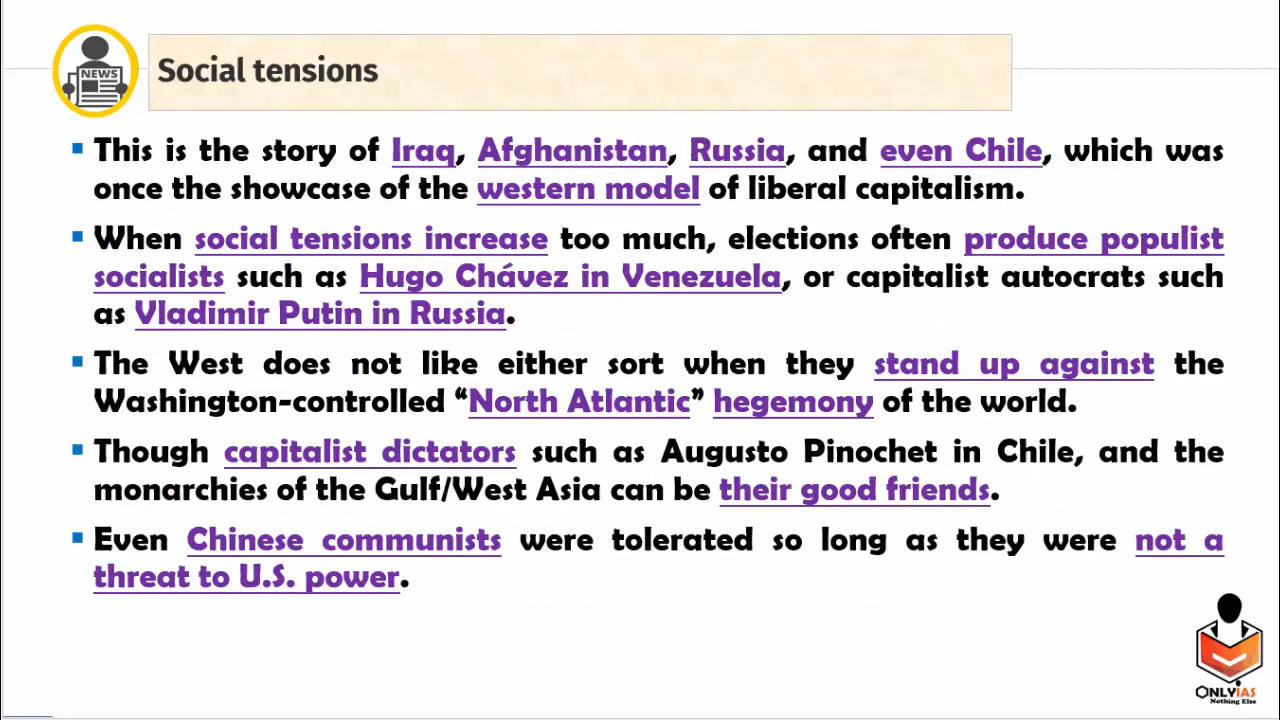 NEWS
Social tensions
▪ This is the story of Iraq, Afghanistan, Russia, and even Chile, which was
once the showcase of the western model of liberal capitalism.
▪ When social tensions increase too much, elections often produce populist
socialists such as Hugo Chávez in Venezuela, or capitalist autocrats such
as Vladimir Putin in Russia.
▪ The West does not like either sort when they stand up against the
Washington-controlled “North Atlantic” hegemony of the world.
▪ Though capitalist dictators such as Augusto Pinochet in Chile, and the
monarchies of the Gulf/West Asia can be their good friends.
▪ Even Chinese communists were tolerated so long as they were not a
threat to U.S. power.
ONLYIAS
Nothing Else